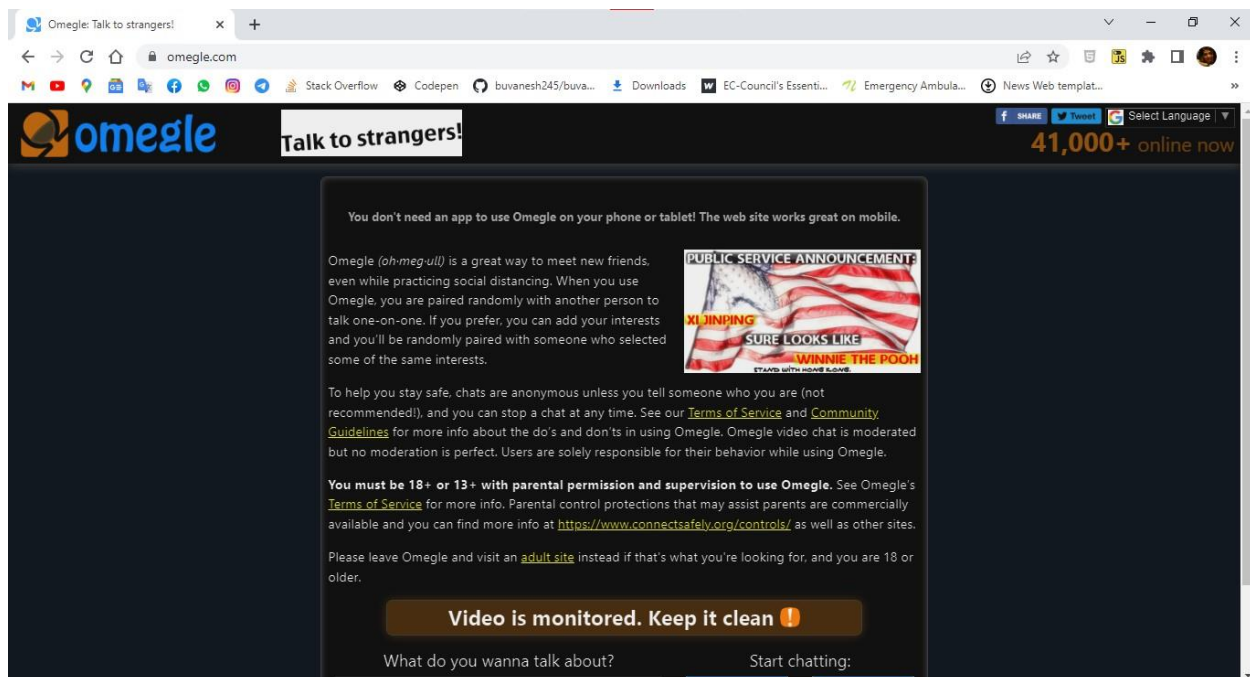 Omegle: Talk to strangers!
omegle.com
Stack Overflow Codepen buvanesh245/buva... Downloads EC-Council's Essenti... Emergency Ambula... News Web templat... »
omegle
Talk to strangers!
SHARE Tweet Select Language ▼
41,000+ online now
You don't need an app to use Omegle on your phone or tablet! The web site works great on mobile.
Omegle (oh·meg·ull) is a great way to meet new friends,
even while practicing social distancing. When you use
Omegle, you are paired randomly with another person to
talk one-on-one. If you prefer, you can add your interests
and you'll be randomly paired with someone who selected
some of the same interests.
PUBLIC SERVICE ANNOUNCEMENT:
XI JINPING
SURE LOOKS LIKE
WINNIE THE POOH
STAND WITH HONG KONG.
To help you stay safe, chats are anonymous unless you tell someone who you are (not
recommended!), and you can stop a chat at any time. See our Terms of Service and Community
Guidelines for more info about the do's and don'ts in using Omegle. Omegle video chat is moderated
but no moderation is perfect. Users are solely responsible for their behavior while using Omegle.
You must be 18+ or 13+ with parental permission and supervision to use Omegle. See Omegle's
Terms of Service for more info. Parental control protections that may assist parents are commercially
available and you can find more info at https://www.connectsafely.org/controls/ as well as other sites.
Please leave Omegle and visit an adult site instead if that's what you're looking for, and you are 18 or
older.
Video is monitored. Keep it clean
What do you wanna talk about?
Start chatting: